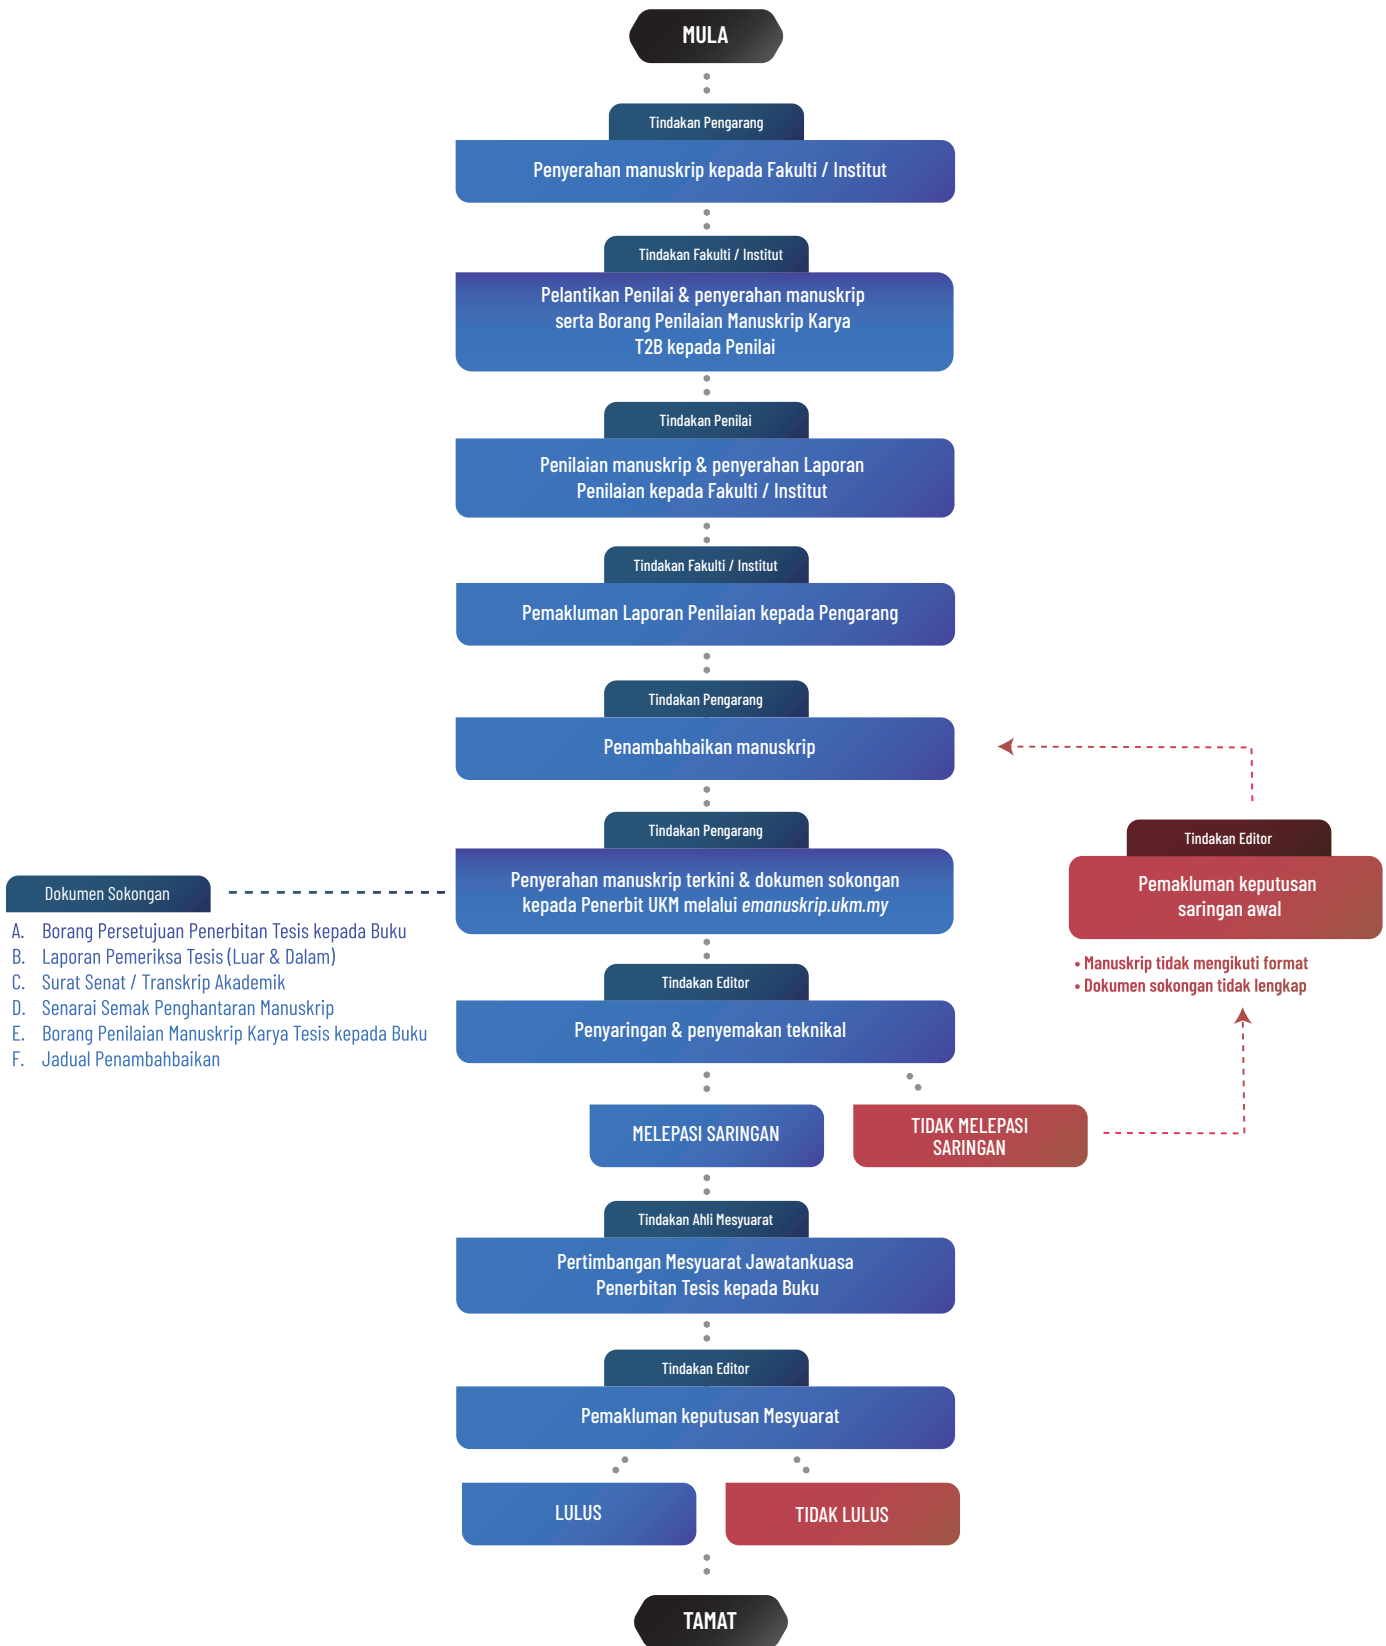 MULA
Tindakan Pengarang
Penyerahan manuskrip kepada Fakulti / Institut
Tindakan Fakulti / Institut
Pelantikan Penilai & penyerahan manuskrip
serta Borang Penilaian Manuskrip Karya
T2B kepada Penilai
Tindakan Penilai
Penilaian manuskrip & penyerahan Laporan
Penilaian kepada Fakulti / Institut
Tindakan Fakulti / Institut
Pemakluman Laporan Penilaian kepada Pengarang
Tindakan Pengarang
Penambahbaikan manuskrip
Tindakan Pengarang
Penyerahan manuskrip terkini & dokumen sokongan
kepada Penerbit UKM melalui emanuskrip.ukm.my
Dokumen Sokongan
A. Borang Persetujuan Penerbitan Tesis kepada Buku
B. Laporan Pemeriksa Tesis (Luar & Dalam)
C. Surat Senat / Transkrip Akademik
D. Senarai Semak Penghantaran Manuskrip
E. Borang Penilaian Manuskrip Karya Tesis kepada Buku
F. Jadual Penambahbaikan
Tindakan Editor
Penyaringan & penyemakan teknikal
MELEPASI SARINGAN
TIDAK MELEPASI
SARINGAN
Tindakan Editor
Pemakluman keputusan
saringan awal
• Manuskrip tidak mengikuti format
• Dokumen sokongan tidak lengkap
Tindakan Ahli Mesyuarat
Pertimbangan Mesyuarat Jawatankuasa
Penerbitan Tesis kepada Buku
Tindakan Editor
Pemakluman keputusan Mesyuarat
LULUS
TIDAK LULUS
TAMAT